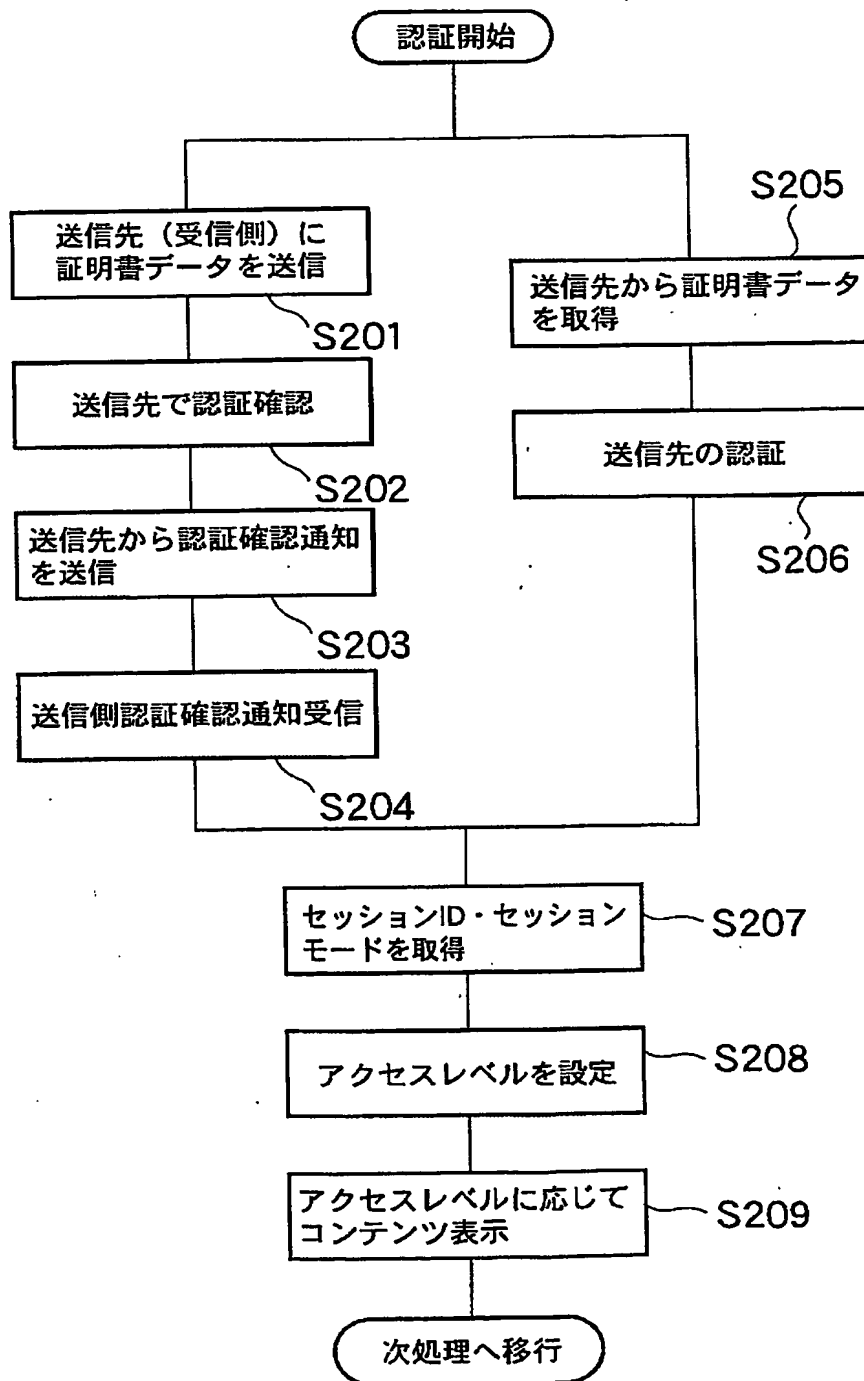 認証開始
送信先（受信側）に
証明書データを送信
S201
送信先で認証確認
S202
送信先から認証確認通知
を送信
S203
送信側認証確認通知受信
S204
S205
送信先から証明書データ
を取得
送信先の認証
S206
セッションID・セッション
モードを取得
S207
アクセスレベルを設定
S208
アクセスレベルに応じて
コンテンツ表示
S209
次処理へ移行